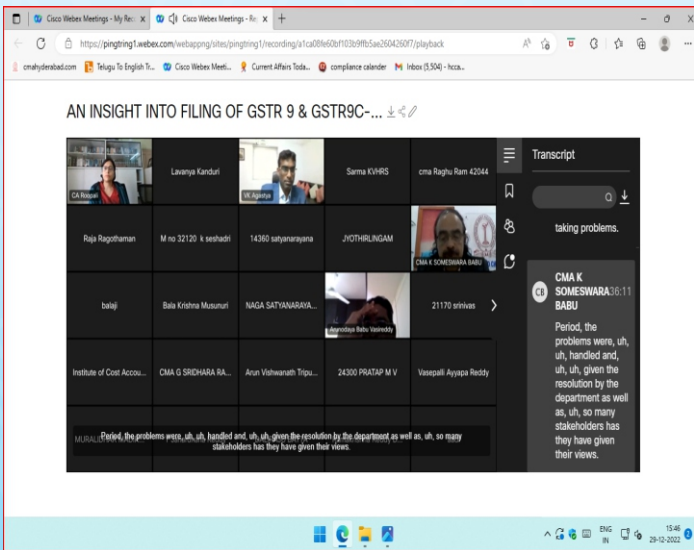 Cisco Webex Meetings - My Rec
Cisco Webex Meetings - Re
https://pingtring1.webex.com/webappng/sites/pingtring1/recording/a1ca08fe60bf103b9ffb5ae2604260f7/playback
cmahyderabad.com
Telugu To English Tr...
Cisco Webex Meeti...
Current Affairs Toda...
compliance calander
Inbox (5,504) - hcca...
AN INSIGHT INTO FILING OF GSTR 9 & GSTR9C-...
CA Roopali
Lavanya Kanduri
VK Agastya
Sarma KVHRS
cma Raghu Ram 42044
Raja Ragothaman
M no 32120 k seshadri
14360 satyanarayana
JYOTHIRLINGAM
CMA K SOMESWARA BABU
balaji
Bala Krishna Musunuri
NAGA SATYANARAYA...
Arunodaya Babu Vasireddy
21170 srinivas
Institute of Cost Accou...
CMA G SRIDHARA RA...
Arun Vishwanath Tripu...
24300 PRATAP M V
Vasepalli Ayyapa Reddy
Period, the problems were, uh, uh, handled and, uh, uh, given the resolution by the department as well as, uh, so many
stakeholders has they have given their views.
Transcript
taking problems.
CB
CMA K
SOMESWARA 36:11
BABU
Period, the
problems were, uh,
uh, handled and,
uh, uh, given the
resolution by the
department as well
as, uh, so many
stakeholders has
they have given
their views.
ENG
IN
15:46
29-12-2022